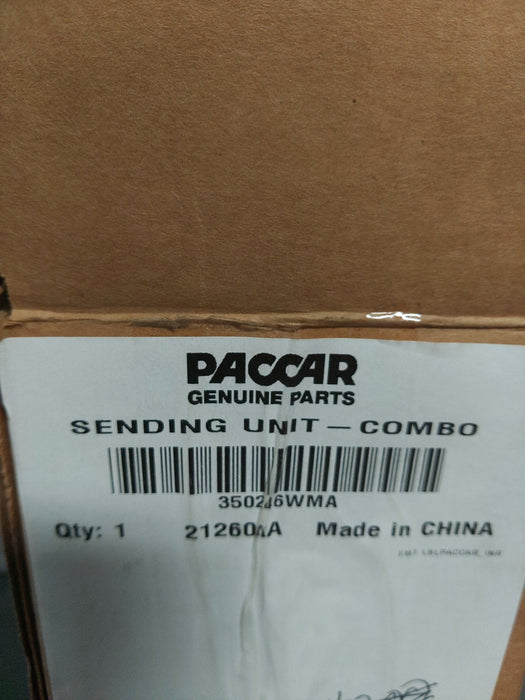 PACCAR
GENUINE PARTS
SENDING UNIT — COMBO
Qty: 1 Made in CHINA